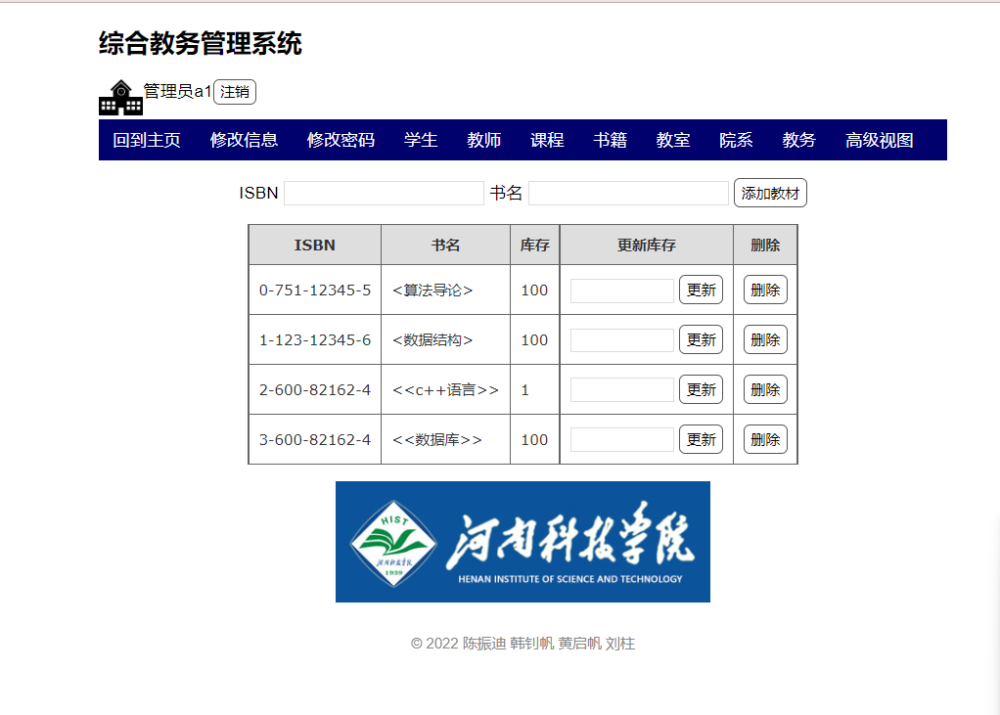 综合教务管理系统
管理员a1 注销
回到主页 修改信息 修改密码 学生 教师 课程 书籍 教室 院系 教务 高级视图
ISBN 书名 添加教材
ISBN 书名 库存 更新库存 删除
0-751-12345-5 <算法导论> 100 更新 删除
1-123-12345-6 <数据结构> 100 更新 删除
2-600-82162-4 <<c++语言>> 1 更新 删除
3-600-82162-4 <<数据库>> 100 更新 删除
HIST
河南科技学院
1939
河南科技学院
HENAN INSTITUTE OF SCIENCE AND TECHNOLOGY
© 2022 陈振迪 韩钊帆 黄启帆 刘柱